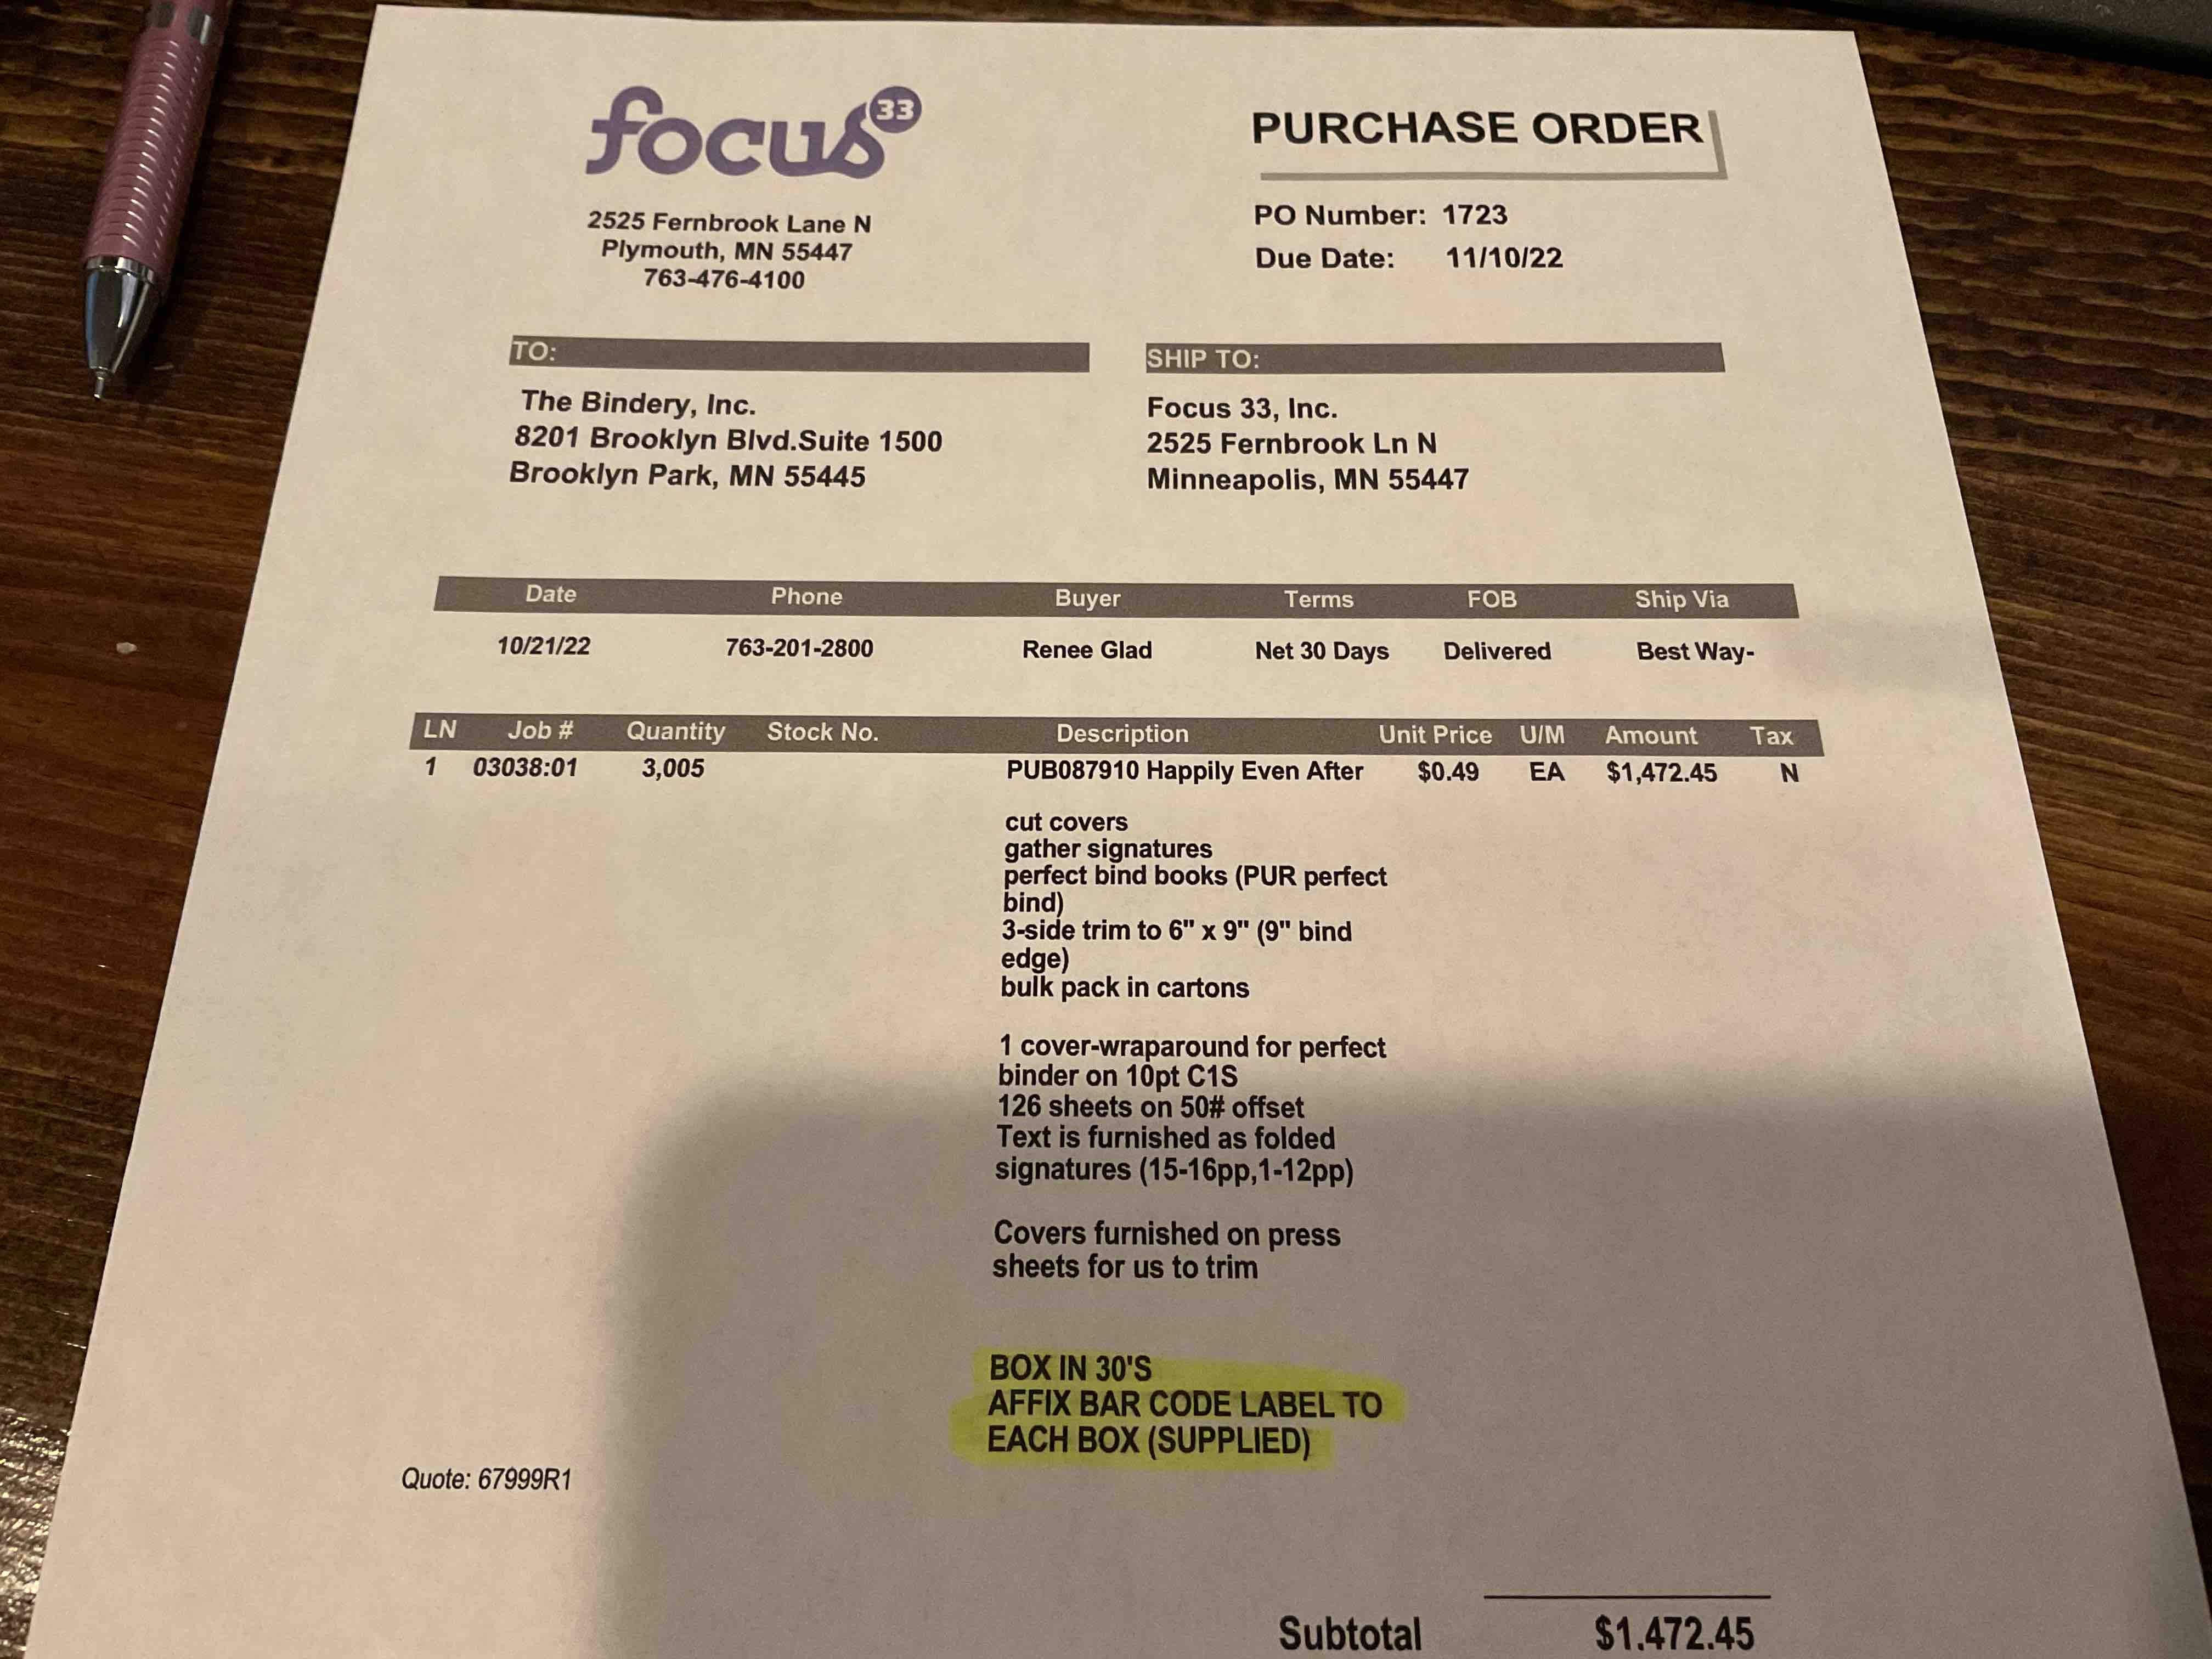 focus 33
2525 Fernbrook Lane N
Plymouth, MN 55447
763-476-4100
PURCHASE ORDER
PO Number: 1723
Due Date: 11/10/22
TO:
The Bindery, Inc.
8201 Brooklyn Blvd.Suite 1500
Brooklyn Park, MN 55445
SHIP TO:
Focus 33, Inc.
2525 Fernbrook Ln N
Minneapolis, MN 55447
Date Phone Buyer Terms FOB Ship Via
10/21/22 763-201-2800 Renee Glad Net 30 Days Delivered Best Way-
LN Job # Quantity Stock No. Description Unit Price U/M Amount Tax
1 03038:01 3,005 PUB087910 Happily Even After $0.49 EA $1,472.45 N
cut covers
gather signatures
perfect bind books (PUR perfect
bind)
3-side trim to 6" x 9" (9" bind
edge)
bulk pack in cartons
1 cover-wraparound for perfect
binder on 10pt C1S
126 sheets on 50# offset
Text is furnished as folded
signatures (15-16pp,1-12pp)
Covers furnished on press
sheets for us to trim
BOX IN 30'S
AFFIX BAR CODE LABEL TO
EACH BOX (SUPPLIED)
Quote: 67999R1
Subtotal $1,472.45